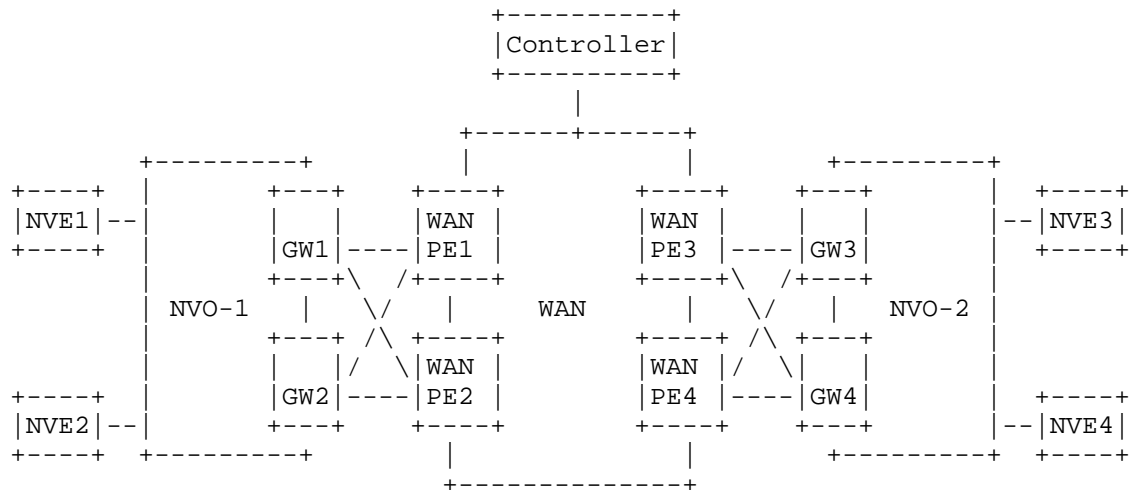 Controller
WAN WAN
NVE1 NVE3
GW1 PE1 PE3 GW3
NVO-1 WAN NVO-2
WAN WAN
GW2 PE2 PE4 GW4
NVE2 NVE4